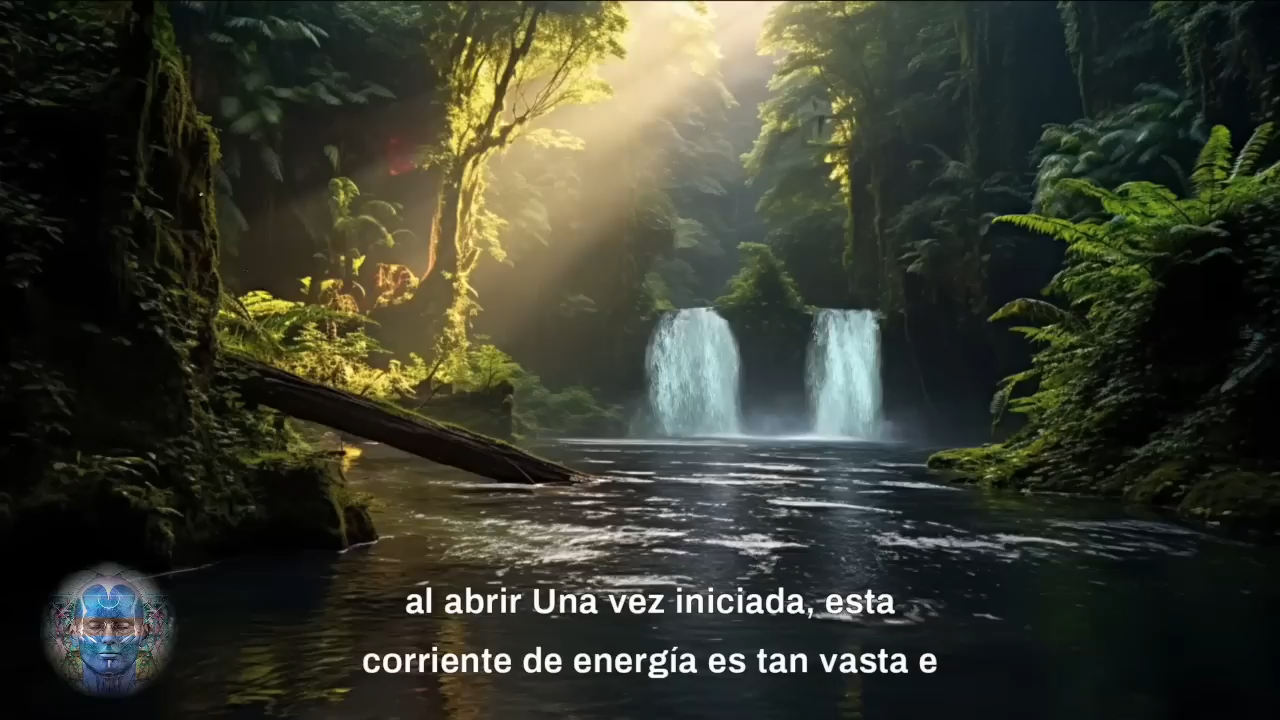 al abrir Una vez iniciada, esta
corriente de energía es tan vasta e